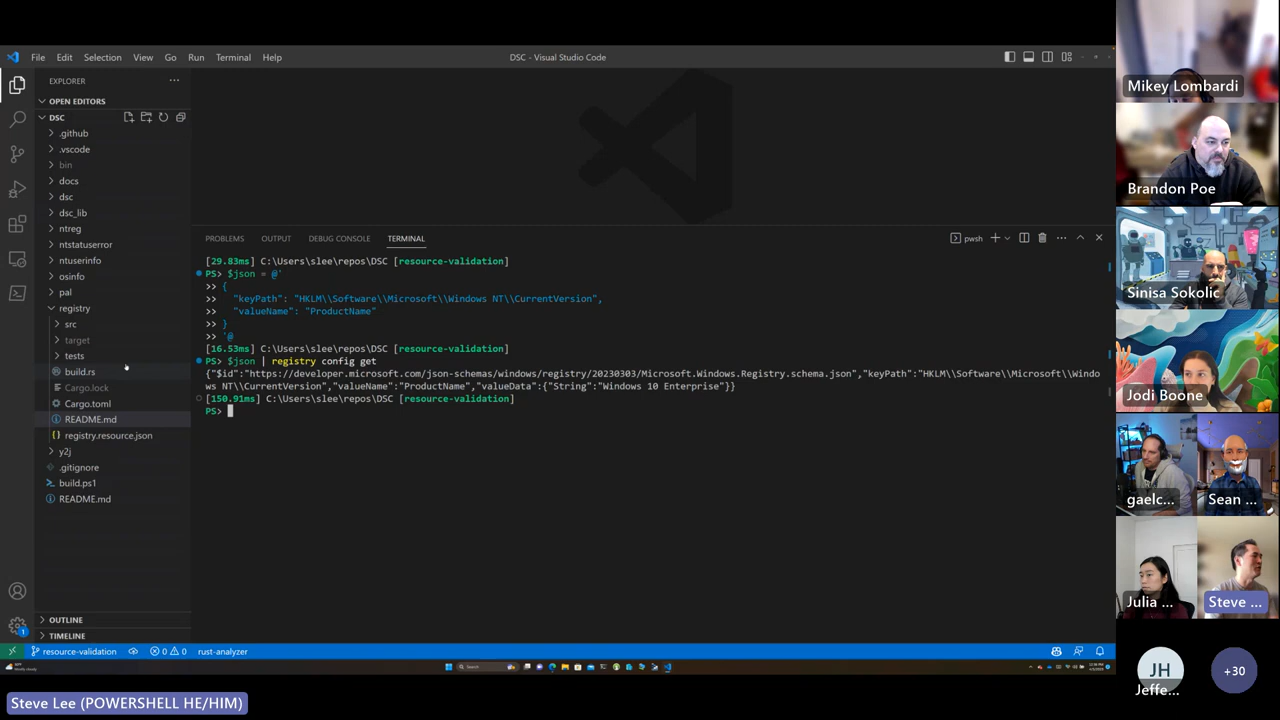 File Edit Selection View Go Run Terminal Help
DSC - Visual Studio Code
EXPLORER
OPEN EDITORS
DSC
.github
.vscode
bin
docs
dsc
dsc_lib
ntreg
ntstatuserror
ntuserinfo
osinfo
pal
registry
src
target
tests
build.rs
Cargo.lock
Cargo.toml
README.md
registry.resource.json
y2j
.gitignore
build.ps1
README.md
OUTLINE
TIMELINE
PROBLEMS OUTPUT DEBUG CONSOLE TERMINAL
pwsh
[29.83ms] C:\Users\slee\repos\DSC [resource-validation]
PS> $json = @'
>> {
>> "keyPath": "HKLM\\Software\\Microsoft\\Windows NT\\CurrentVersion",
>> "valueName": "ProductName"
>> }
>> '@
[16.53ms] C:\Users\slee\repos\DSC [resource-validation]
PS> $json | registry config get
{"$id":"https://developer.microsoft.com/json-schemas/windows/registry/20230303/Microsoft.Windows.Registry.schema.json","keyPath":"HKLM\\Software\\Microsoft\\Windo
ws NT\\CurrentVersion","valueName":"ProductName","valueData":{"String":"Windows 10 Enterprise"}}
[150.91ms] C:\Users\slee\repos\DSC [resource-validation]
PS>
1
resource-validation 0 0 rust-analyzer
Search
Steve Lee (POWERSHELL HE/HIM)
Mikey Lombardi
Brandon Poe
Sinisa Sokolic
Jodi Boone
gaelc... Sean ...
Julia ... Steve ...
JH
Jeffe...
+30